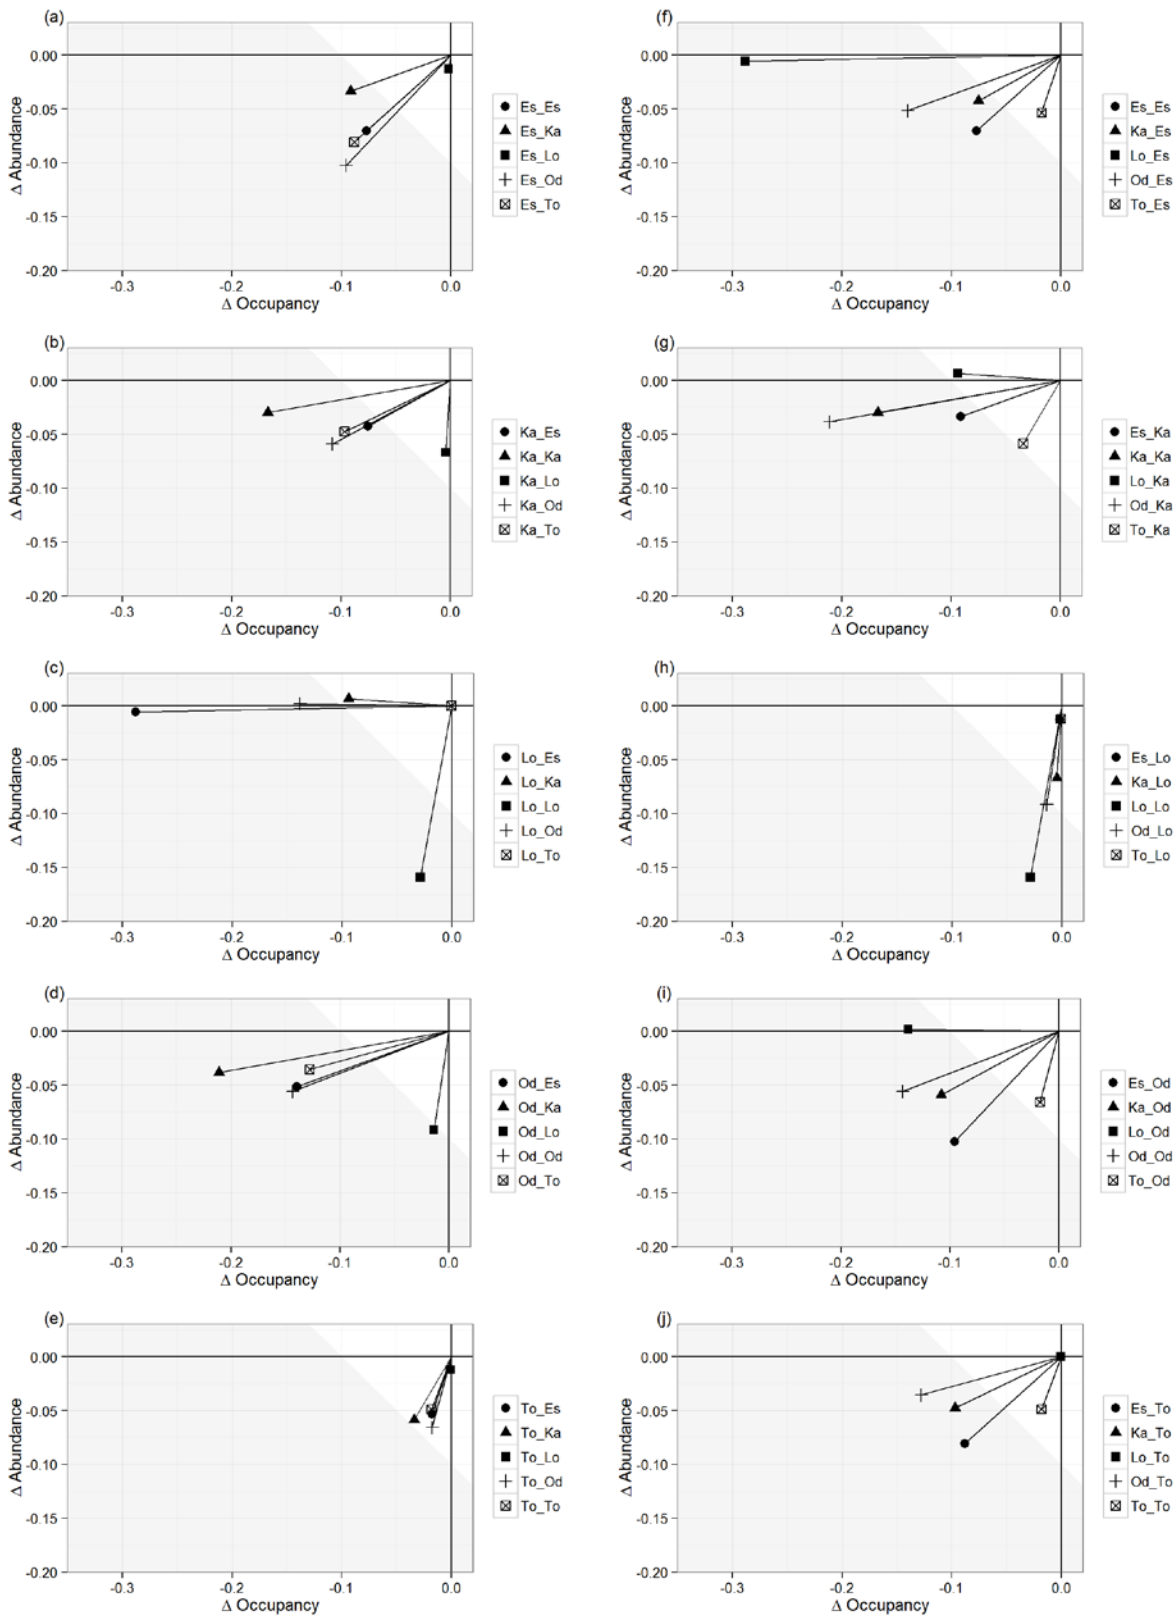 (a)
0.00
-0.05
-0.10
-0.15
-0.20
Δ Abundance
-0.3 -0.2 -0.1 0.0
Δ Occupancy
Es_Es
Es_Ka
Es_Lo
Es_Od
Es_To
(f)
0.00
-0.05
-0.10
-0.15
-0.20
Δ Abundance
-0.3 -0.2 -0.1 0.0
Δ Occupancy
Es_Es
Ka_Es
Lo_Es
Od_Es
To_Es
(b)
0.00
-0.05
-0.10
-0.15
-0.20
Δ Abundance
-0.3 -0.2 -0.1 0.0
Δ Occupancy
Ka_Es
Ka_Ka
Ka_Lo
Ka_Od
Ka_To
(g)
0.00
-0.05
-0.10
-0.15
-0.20
Δ Abundance
-0.3 -0.2 -0.1 0.0
Δ Occupancy
Es_Ka
Ka_Ka
Lo_Ka
Od_Ka
To_Ka
(c)
0.00
-0.05
-0.10
-0.15
-0.20
Δ Abundance
-0.3 -0.2 -0.1 0.0
Δ Occupancy
Lo_Es
Lo_Ka
Lo_Lo
Lo_Od
Lo_To
(h)
0.00
-0.05
-0.10
-0.15
-0.20
Δ Abundance
-0.3 -0.2 -0.1 0.0
Δ Occupancy
Es_Lo
Ka_Lo
Lo_Lo
Od_Lo
To_Lo
(d)
0.00
-0.05
-0.10
-0.15
-0.20
Δ Abundance
-0.3 -0.2 -0.1 0.0
Δ Occupancy
Od_Es
Od_Ka
Od_Lo
Od_Od
Od_To
(i)
0.00
-0.05
-0.10
-0.15
-0.20
Δ Abundance
-0.3 -0.2 -0.1 0.0
Δ Occupancy
Es_Od
Ka_Od
Lo_Od
Od_Od
To_Od
(e)
0.00
-0.05
-0.10
-0.15
-0.20
Δ Abundance
-0.3 -0.2 -0.1 0.0
Δ Occupancy
To_Es
To_Ka
To_Lo
To_Od
To_To
(j)
0.00
-0.05
-0.10
-0.15
-0.20
Δ Abundance
-0.3 -0.2 -0.1 0.0
Δ Occupancy
Es_To
Ka_To
Lo_To
Od_To
To_To